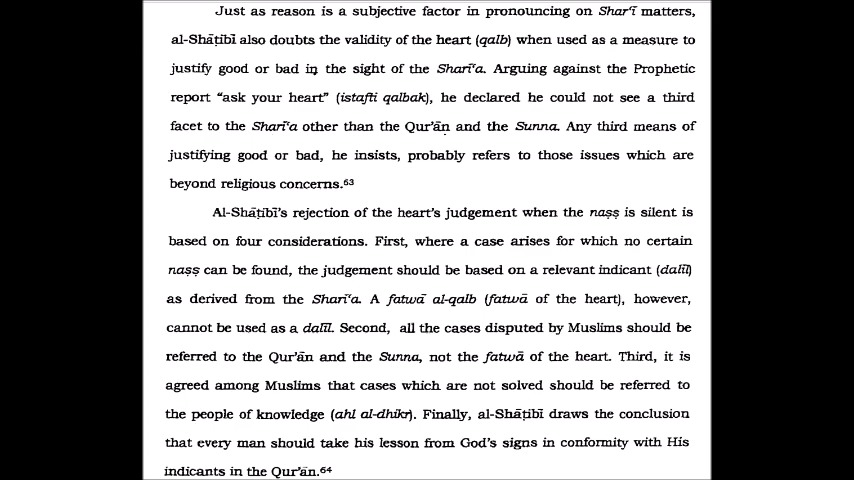 Just as reason is a subjective factor in pronouncing on Shar'ī matters,
al-Shāṭibī also doubts the validity of the heart (qalb) when used as a measure to
justify good or bad in the sight of the Sharī'a. Arguing against the Prophetic
report “ask your heart” (istafti qalbak), he declared he could not see a third
facet to the Sharī'a other than the Qur'ān and the Sunna. Any third means of
justifying good or bad, he insists, probably refers to those issues which are
beyond religious concerns.⁶³
Al-Shāṭibī's rejection of the heart's judgement when the naṣṣ is silent is
based on four considerations. First, where a case arises for which no certain
naṣṣ can be found, the judgement should be based on a relevant indicant (dalīl)
as derived from the Sharī'a. A fatwā al-qalb (fatwā of the heart), however,
cannot be used as a dalīl. Second, all the cases disputed by Muslims should be
referred to the Qur'ān and the Sunna, not the fatwā of the heart. Third, it is
agreed among Muslims that cases which are not solved should be referred to
the people of knowledge (ahl al-dhikr). Finally, al-Shāṭibī draws the conclusion
that every man should take his lesson from God's signs in conformity with His
indicants in the Qur'ān.⁶⁴